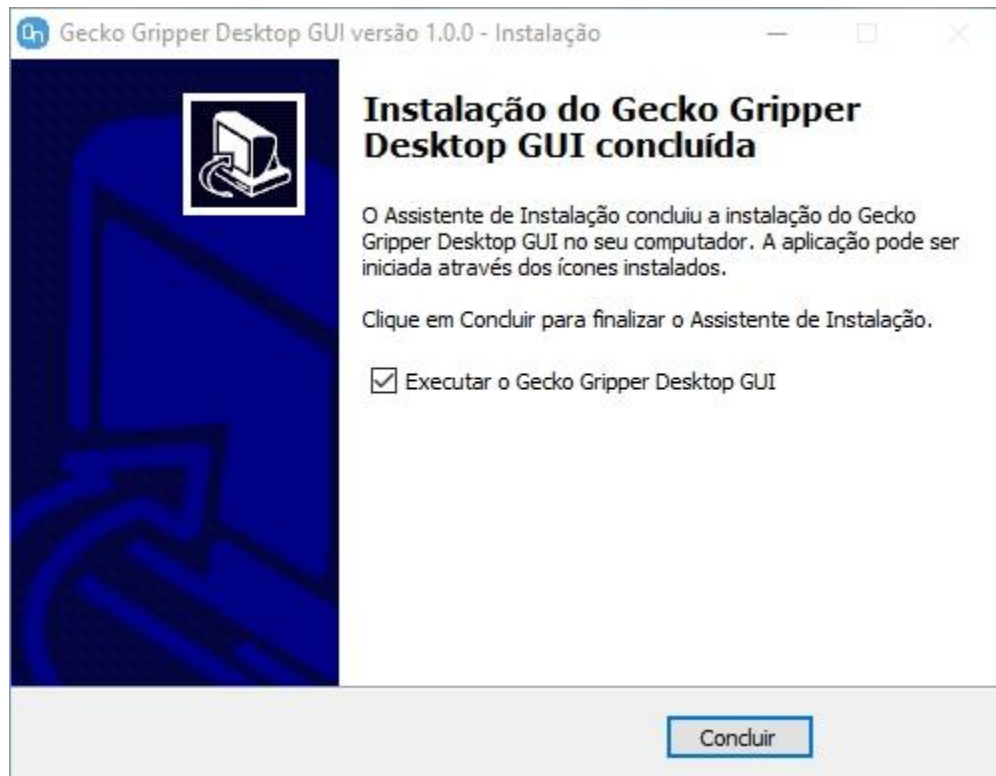 Gecko Gripper Desktop GUI versão 1.0.0 - Instalação
Instalação do Gecko Gripper
Desktop GUI concluída
O Assistente de Instalação concluiu a instalação do Gecko
Gripper Desktop GUI no seu computador. A aplicação pode ser
iniciada através dos ícones instalados.
Clique em Concluir para finalizar o Assistente de Instalação.
Executar o Gecko Gripper Desktop GUI
Concluir